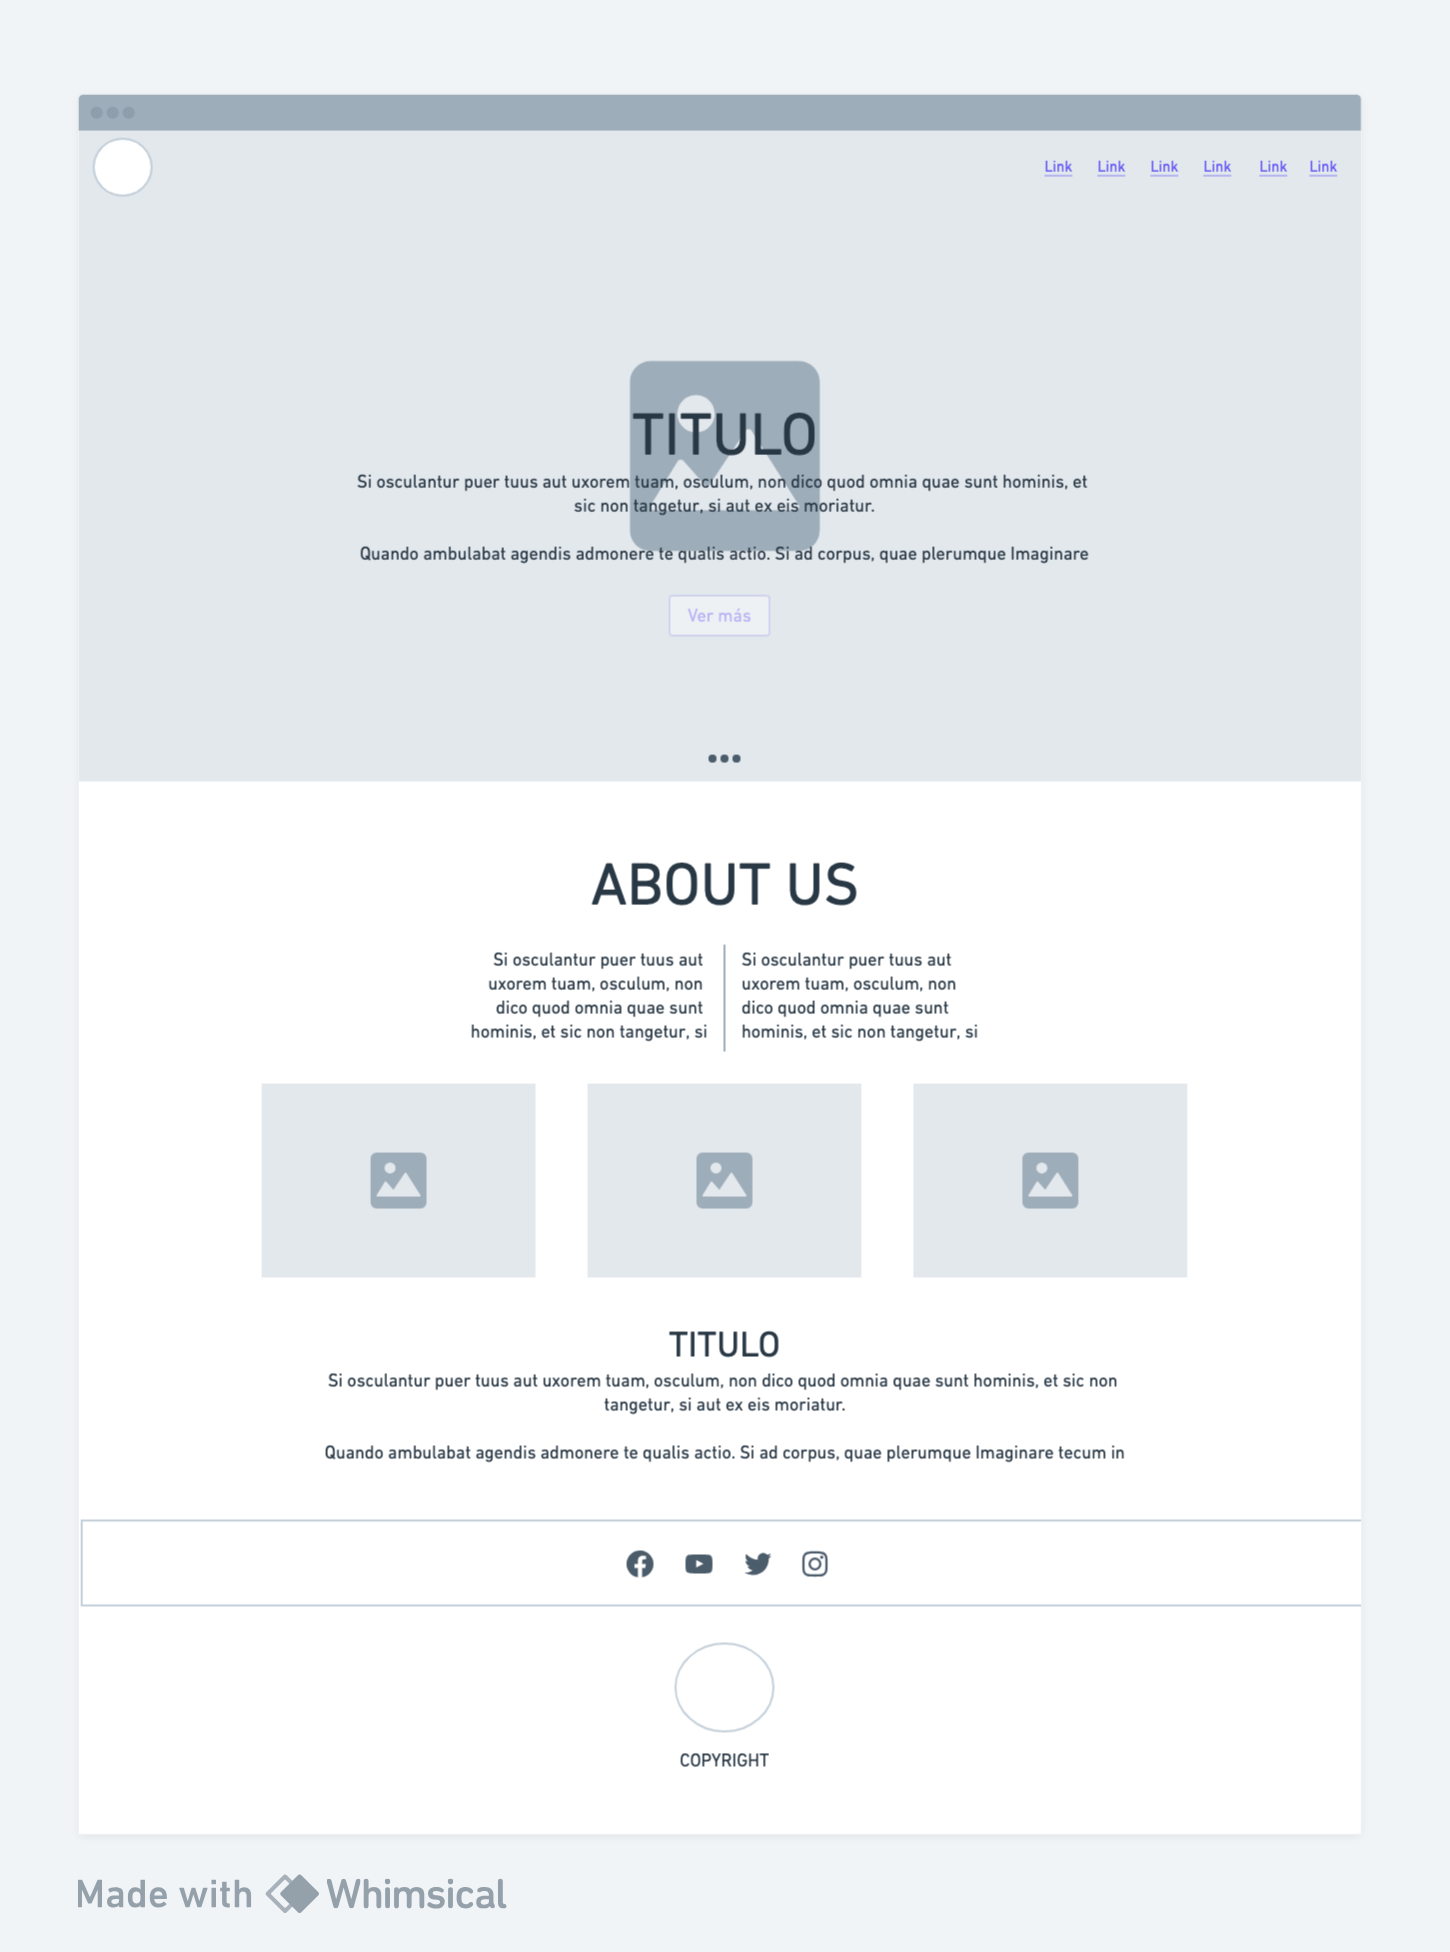 Link Link Link Link Link Link
TITULO
Si osculantur puer tuus aut uxorem tuam, osculum, non dico quod omnia quae sunt hominis, et
sic non tangetur, si aut ex eis moriatur.
Quando ambulabat agendis admonere te qualis actio. Si ad corpus, quae plerumque Imaginare
Ver más
ABOUT US
Si osculantur puer tuus aut
uxorem tuam, osculum, non
dico quod omnia quae sunt
hominis, et sic non tangetur, si
Si osculantur puer tuus aut
uxorem tuam, osculum, non
dico quod omnia quae sunt
hominis, et sic non tangetur, si
TITULO
Si osculantur puer tuus aut uxorem tuam, osculum, non dico quod omnia quae sunt hominis, et sic non
tangetur, si aut ex eis moriatur.
Quando ambulabat agendis admonere te qualis actio. Si ad corpus, quae plerumque Imaginare tecum in
COPYRIGHT
Made with Whimsical